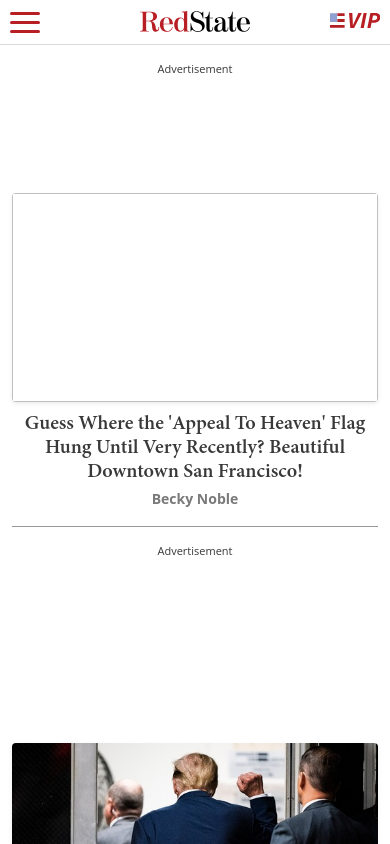 RedState
VIP
Advertisement
Guess Where the 'Appeal To Heaven' Flag
Hung Until Very Recently? Beautiful
Downtown San Francisco!
Becky Noble
Advertisement